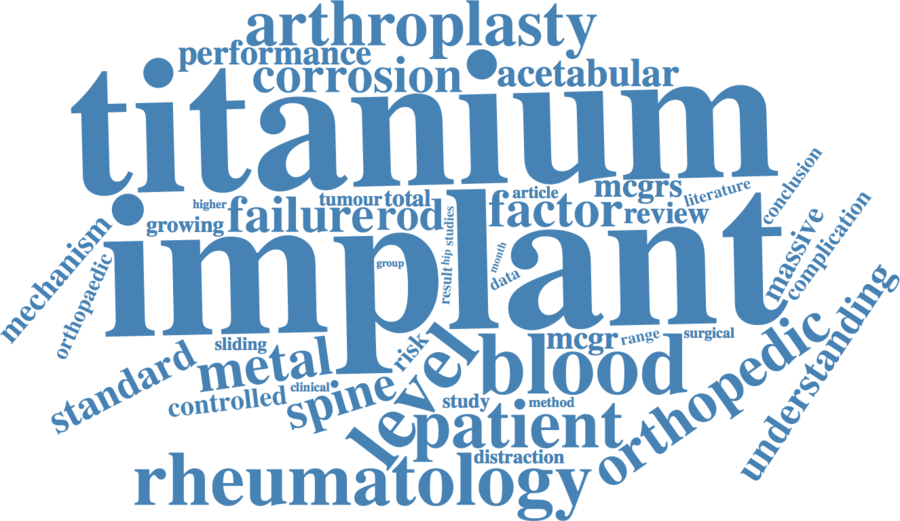 arthroplasty
performance
corrosion
acetabular
titanium
mcgrs
literature
conclusion
article
higher
tumour
total
growing
failure
rod
factor
review
studies
hip
result
mechanism
orthopaedic
implant
group
month
data
massive
complication
sliding
standard
metal
risk
level
blood
mcgr
range
surgical
orthopedic
understanding
controlled
clinical
spine
study
method
patient
distraction
rheumatology